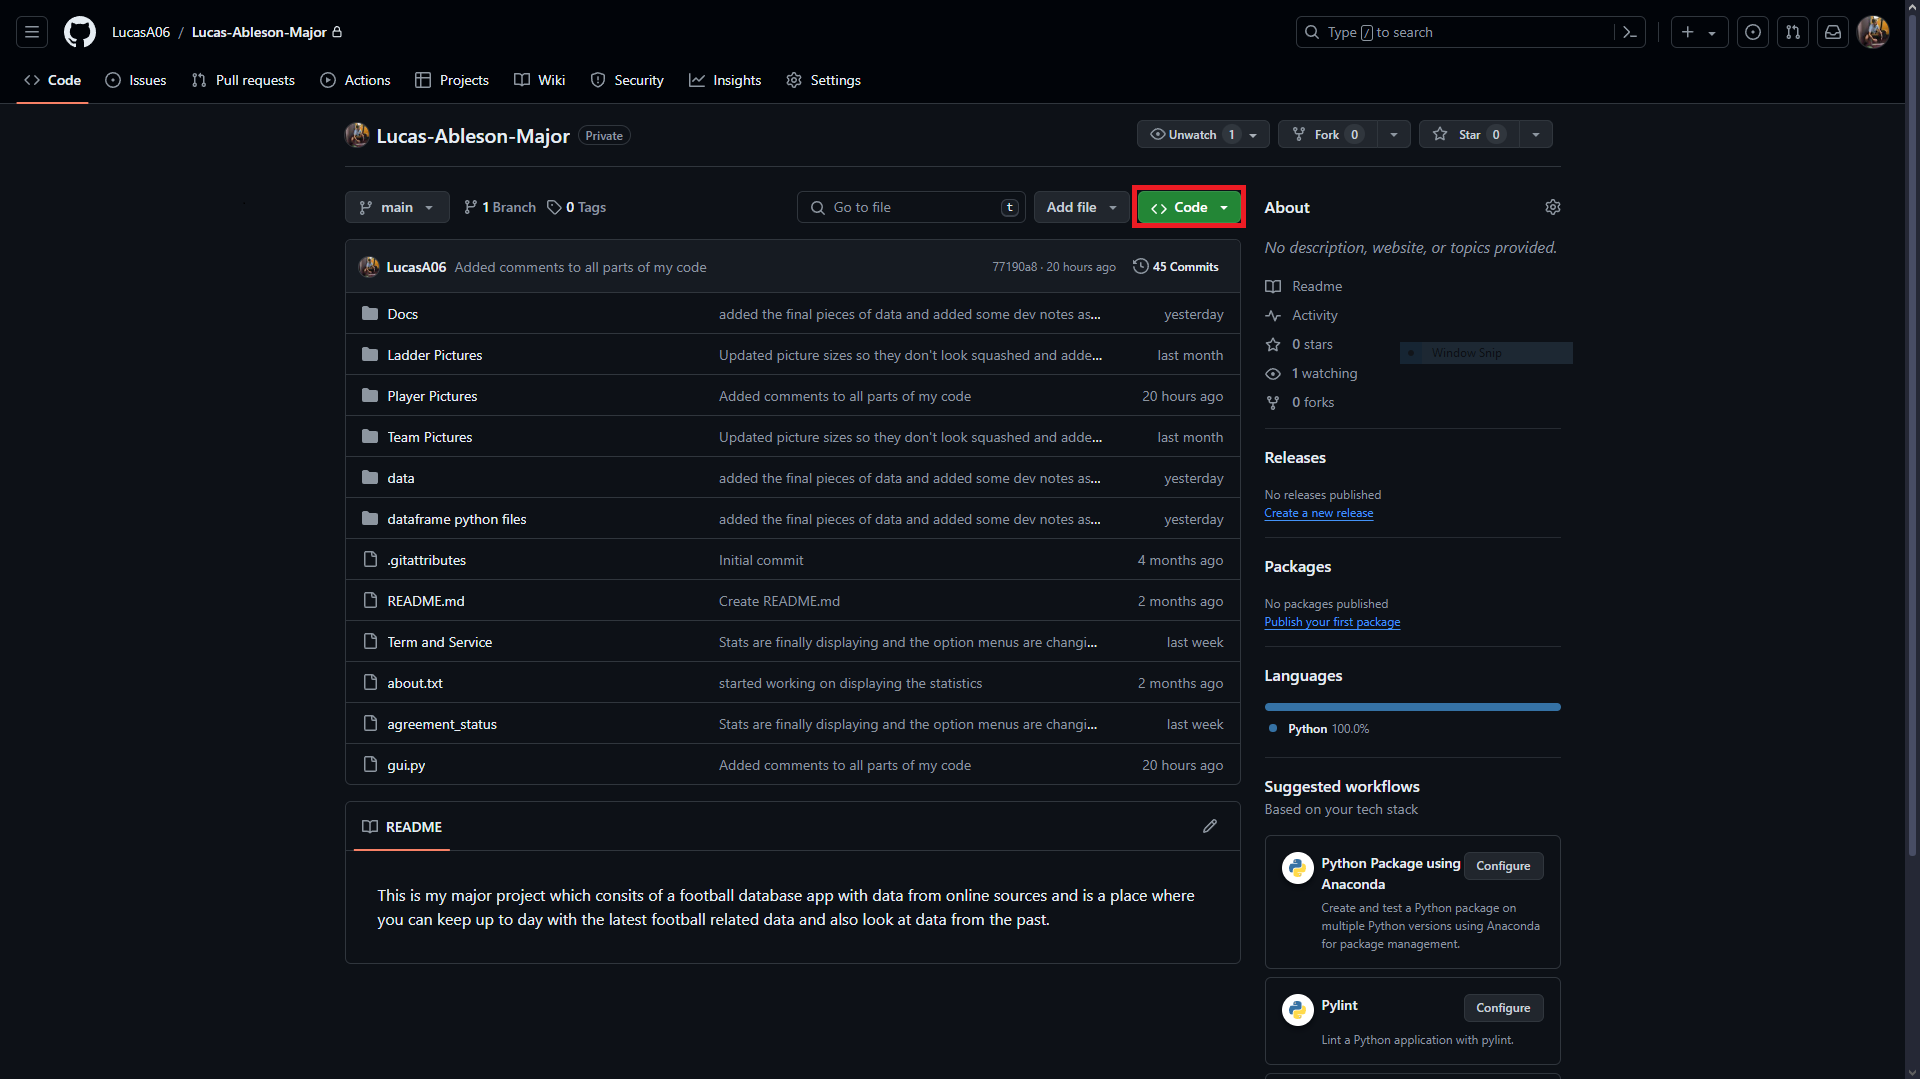 LucasA06 / Lucas-Ableson-Major
Type / to search
Code Issues Pull requests Actions Projects Wiki Security Insights Settings
Lucas-Ableson-Major Private
Unwatch 1 Fork 0 Star 0
main 1 Branch 0 Tags Go to file t Add file Code
LucasA06 Added comments to all parts of my code 77190a8 · 20 hours ago 45 Commits
Docs added the final pieces of data and added some dev notes as... yesterday
Ladder Pictures Updated picture sizes so they don't look squashed and adde... last month
Player Pictures Added comments to all parts of my code 20 hours ago
Team Pictures Updated picture sizes so they don't look squashed and adde... last month
data added the final pieces of data and added some dev notes as... yesterday
dataframe python files added the final pieces of data and added some dev notes as... yesterday
.gitattributes Initial commit 4 months ago
README.md Create README.md 2 months ago
Term and Service Stats are finally displaying and the option menus are changi... last week
about.txt started working on displaying the statistics 2 months ago
agreement_status Stats are finally displaying and the option menus are changi... last week
gui.py Added comments to all parts of my code 20 hours ago
README
This is my major project which consits of a football database app with data from online sources and is a place where
you can keep up to day with the latest football related data and also look at data from the past.
About
No description, website, or topics provided.
Readme
Activity
0 stars
Window Snip
1 watching
0 forks
Releases
No releases published
Create a new release
Packages
No packages published
Publish your first package
Languages
Python 100.0%
Suggested workflows
Based on your tech stack
Python Package using
Anaconda
Configure
Create and test a Python package on
multiple Python versions using Anaconda
for package management.
Pylint
Configure
Lint a Python application with pylint.